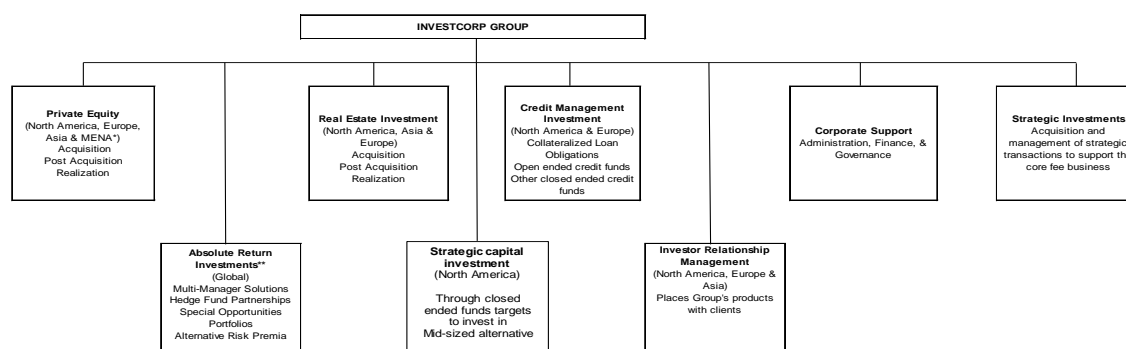 INVESTCORP GROUP
Private Equity
(North America, Europe,
Asia & MENA*)
Acquisition
Post Acquisition
Realization
Real Estate Investment
(North America, Asia &
Europe)
Acquisition
Post Acquisition
Realization
Credit Management
Investment
(North America & Europe)
Collateralized Loan
Obligations
Open ended credit funds
Other closed ended credit
funds
Corporate Support
Administration, Finance, &
Governance
Strategic Investments
Acquisition and
management of strategic
transactions to support
core fee business
Absolute Return
Investments**
(Global)
Multi-Manager Solutions
Hedge Fund Partnerships
Special Opportunities
Portfolios
Alternative Risk Premia
Strategic capital
investment
(North America)
Through closed
ended funds targets
to invest in
Mid-sized alternative
Investor Relationship
Management
(North America, Europe &
Asia)
Places Group's products
with clients